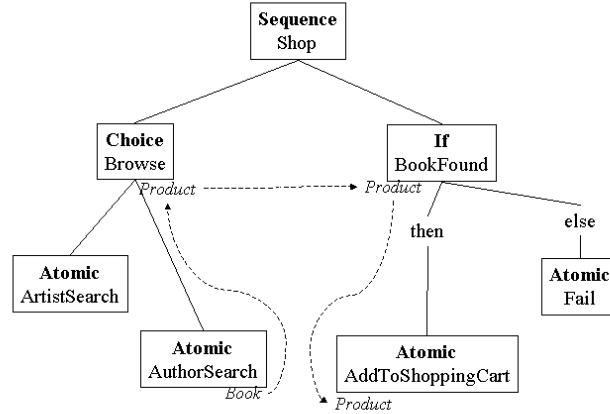 Sequence
Shop
Choice
Browse
If
BookFound
Product
Product
then
else
Atomic
ArtistSearch
Atomic
Fail
Atomic
AuthorSearch
Atomic
AddToShoppingCart
Book
Product